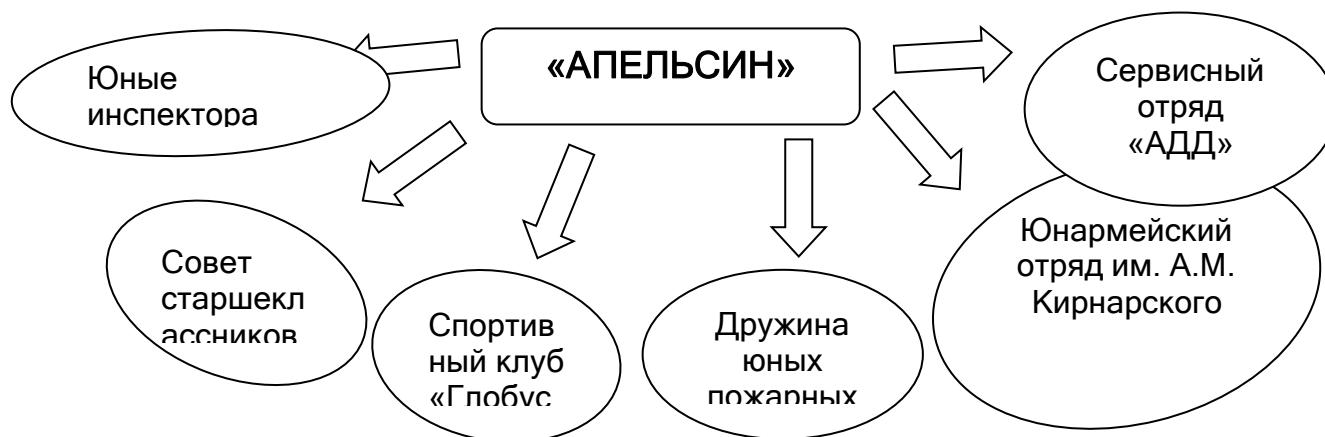 «АПЕЛЬСИН»
Юные
инспектора
Сервисный
отряд
«АДД»
Совет
старшекл
ассников
Спортив
ный клуб
«Глобус
Дружина
юных
пожарных
Юнармейский
отряд им. А.М.
Кирнарского